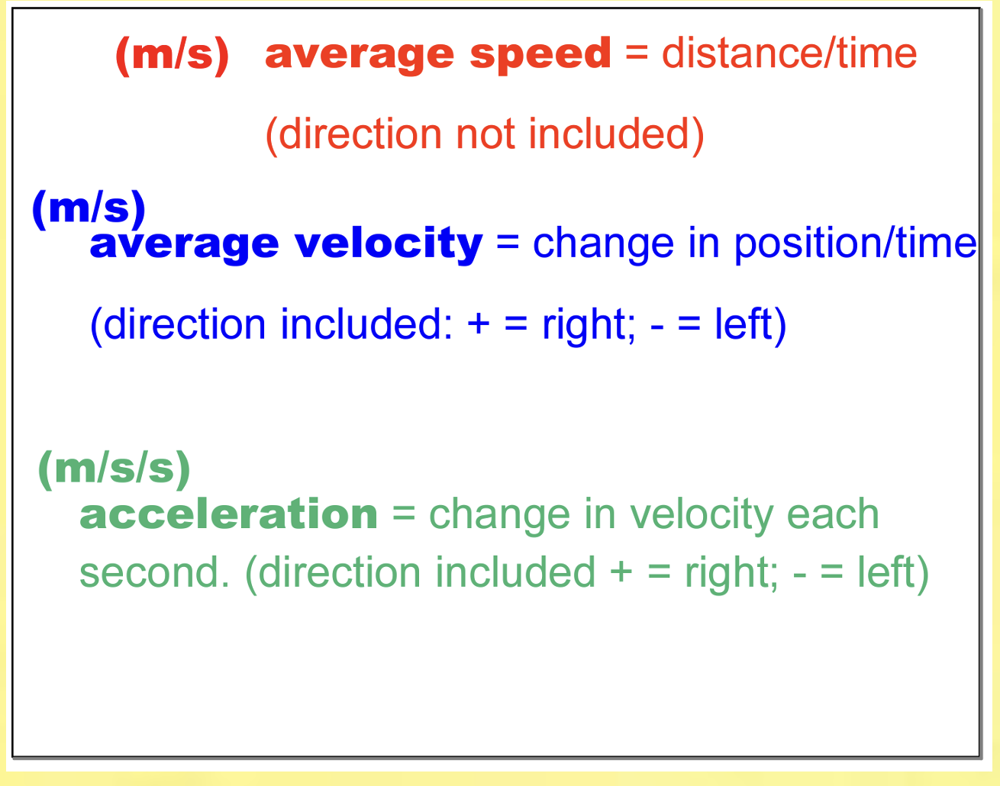 (m/s) average speed = distance/time
(direction not included)
(m/s)
average velocity = change in position/time
(direction included: + = right; - = left)
(m/s/s)
acceleration = change in velocity each
second. (direction included + = right; - = left)